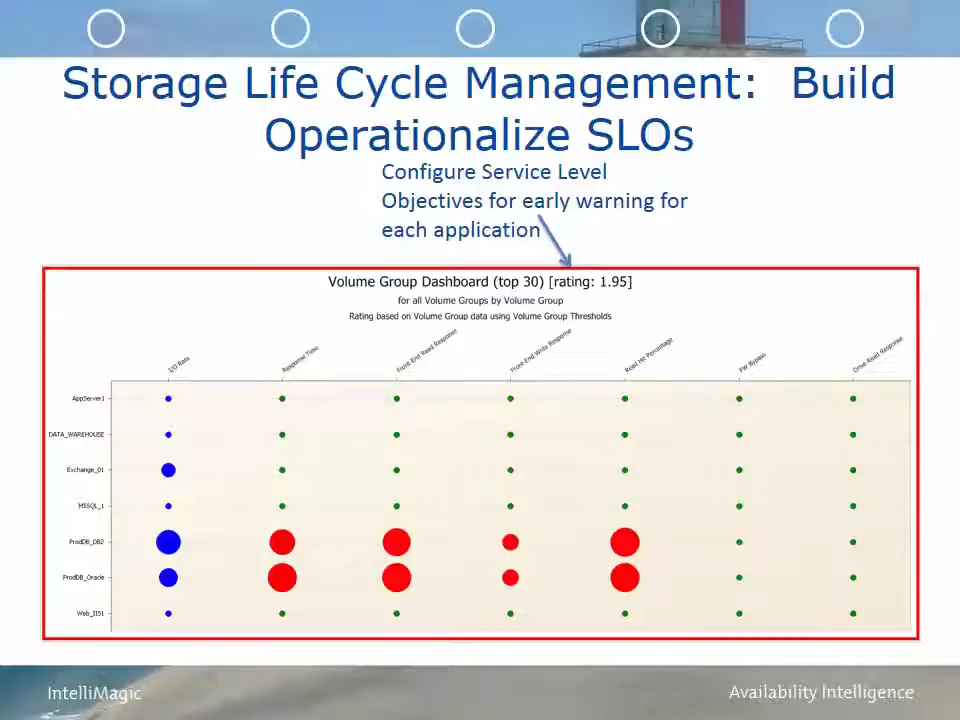 Storage Life Cycle Management:  Build
Operationalize SLOs
Configure Service Level
Objectives for early warning for
each application
Volume Group Dashboard (top 30) [rating: 1.95]
for all Volume Groups by Volume Group
Rating based on Volume Group data using Volume Group Thresholds
I/O Rate
Response Time
Front-End Read Response
Front-End Write Response
Read Hit Percentage
FW Bypass
Drive Read Response
AppServer1
DATA_WAREHOUSE
Exchange_01
MSSQL_1
ProdDB_DB2
ProdDB_Oracle
Web_IIS1
IntelliMagic
Availability Intelligence